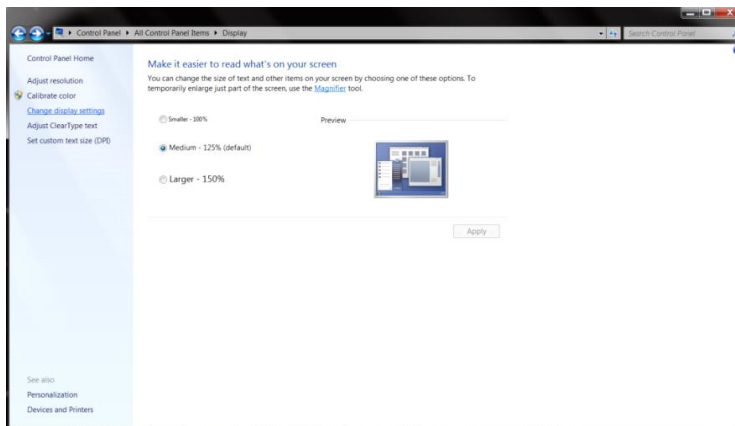 Control Panel ▸ All Control Panel Items ▸ Display
Search Control Panel
Control Panel Home
Adjust resolution
Calibrate color
Change display settings
Adjust ClearType text
Set custom text size (DPI)
Make it easier to read what's on your screen
You can change the size of text and other items on your screen by choosing one of these options. To
temporarily enlarge just part of the screen, use the Magnifier tool.
Smaller - 100%
Preview
Medium - 125% (default)
Larger - 150%
Apply
See also
Personalization
Devices and Printers